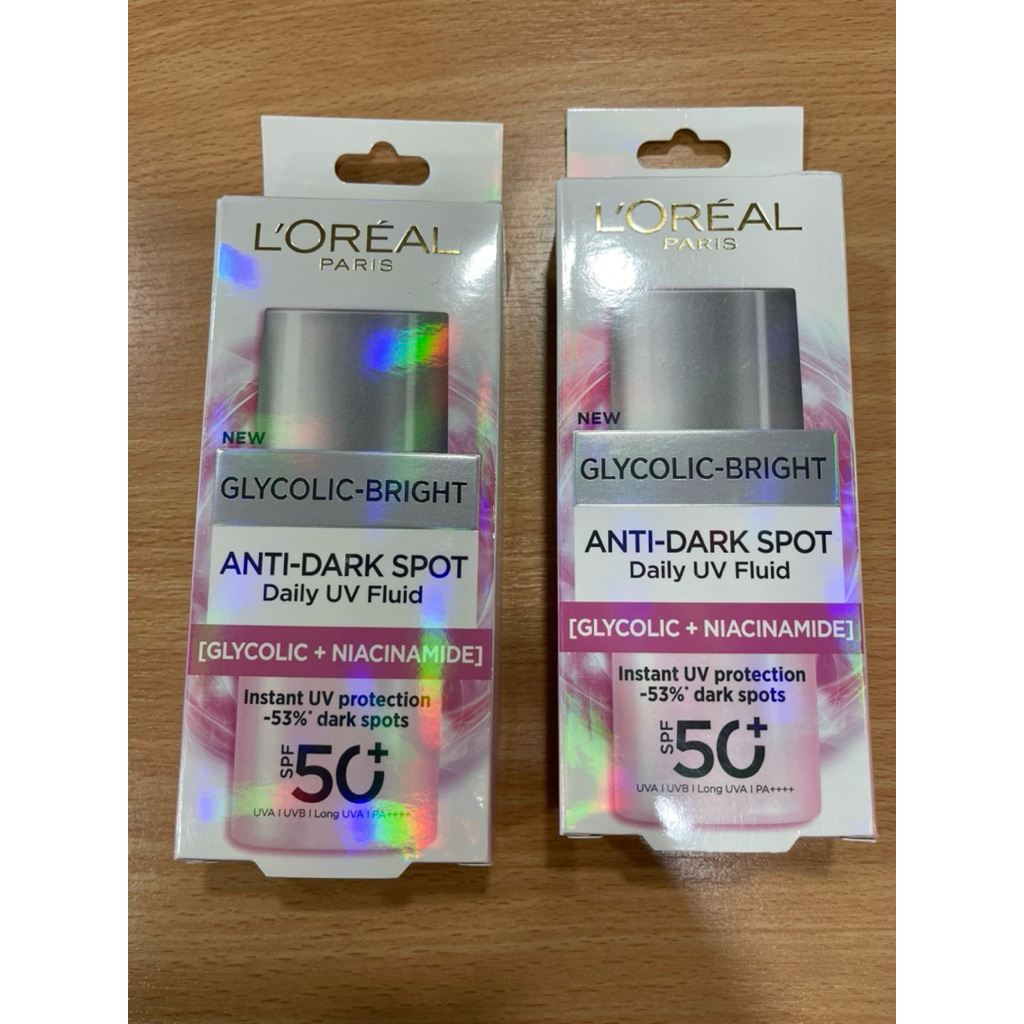 L'ORÉAL
PARIS
NEW
GLYCOLIC-BRIGHT
ANTI-DARK SPOT
Daily UV Fluid
[GLYCOLIC + NIACINAMIDE]
Instant UV protection
-53%* dark spots
SPF 50+
UVA I UVB I Long UVA I PA++++
L'ORÉAL
PARIS
NEW
GLYCOLIC-BRIGHT
ANTI-DARK SPOT
Daily UV Fluid
[GLYCOLIC + NIACINAMIDE]
Instant UV protection
-53%* dark spots
SPF 50+
UVA I UVB I Long UVA I PA++++